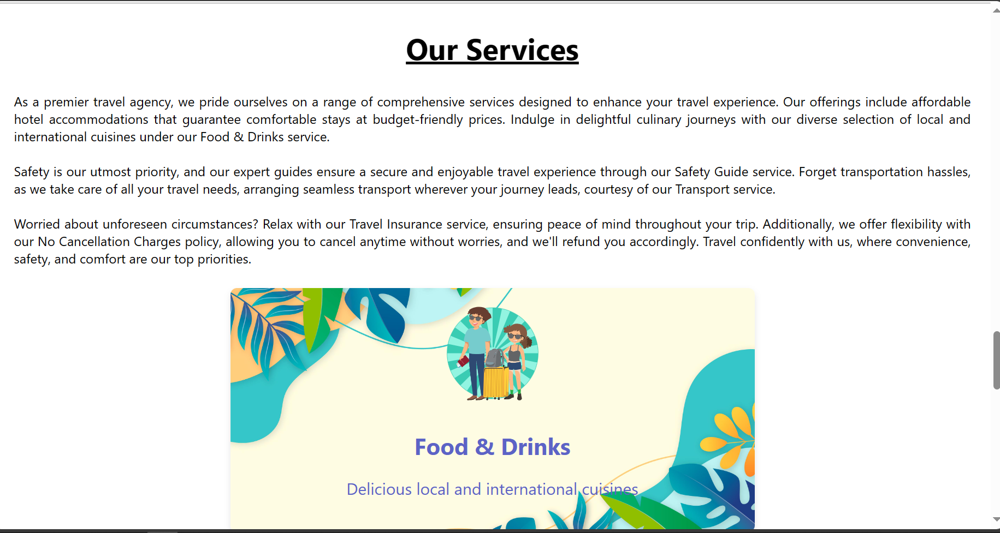 Our Services
As a premier travel agency, we pride ourselves on a range of comprehensive services designed to enhance your travel experience. Our offerings include affordable
hotel accommodations that guarantee comfortable stays at budget-friendly prices. Indulge in delightful culinary journeys with our diverse selection of local and
international cuisines under our Food & Drinks service.
Safety is our utmost priority, and our expert guides ensure a secure and enjoyable travel experience through our Safety Guide service. Forget transportation hassles,
as we take care of all your travel needs, arranging seamless transport wherever your journey leads, courtesy of our Transport service.
Worried about unforeseen circumstances? Relax with our Travel Insurance service, ensuring peace of mind throughout your trip. Additionally, we offer flexibility with
our No Cancellation Charges policy, allowing you to cancel anytime without worries, and we'll refund you accordingly. Travel confidently with us, where convenience,
safety, and comfort are our top priorities.
Food & Drinks
Delicious local and international cuisines